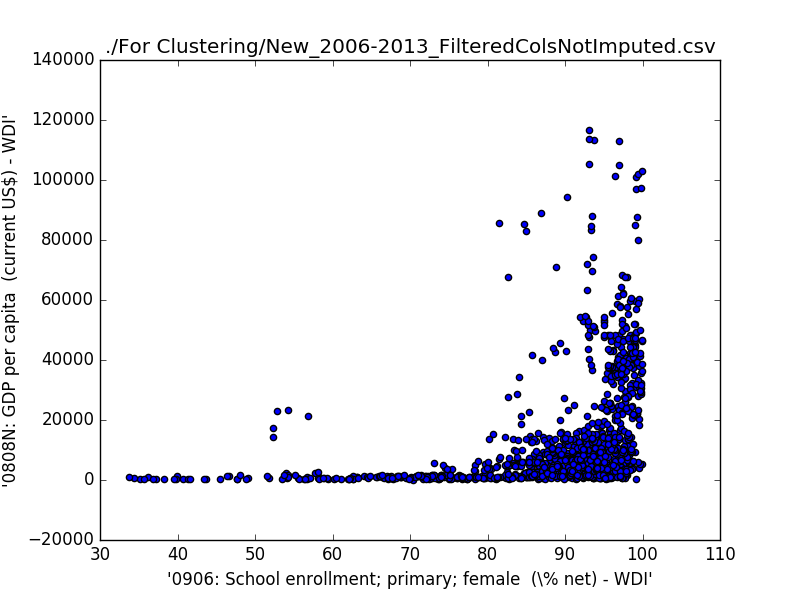 ./For Clustering/New_2006-2013_FilteredColsNotImputed.csv
140000
120000
100000
80000
60000
40000
20000
0
−20000
'0808N: GDP per capita  (current US$) - WDI'
30 40 50 60 70 80 90 100 110
'0906: School enrollment; primary; female  (\% net) - WDI'